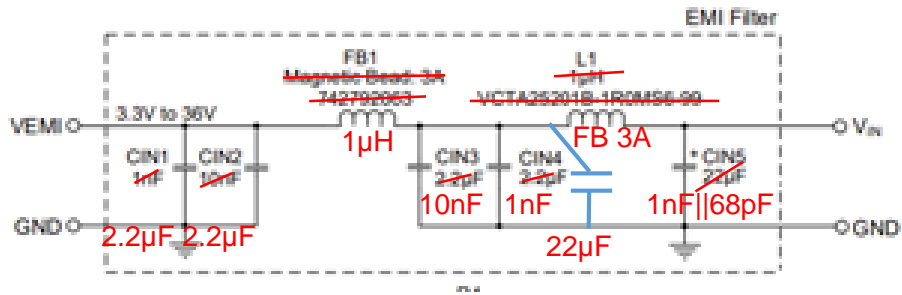 EMI Filter
FB1
Magnetic Bead: 3A
742792063
L1
1µH
VCTA25201B-1R0MS6-99
VEMI
3.3V to 36V
1µH
FB 3A
VIN
CIN1
1nF
CIN2
10nF
CIN3
2.2µF
CIN4
2.2µF
* CIN5
22µF
10nF
1nF
1nF||68pF
GND
2.2µF
2.2µF
22µF
GND